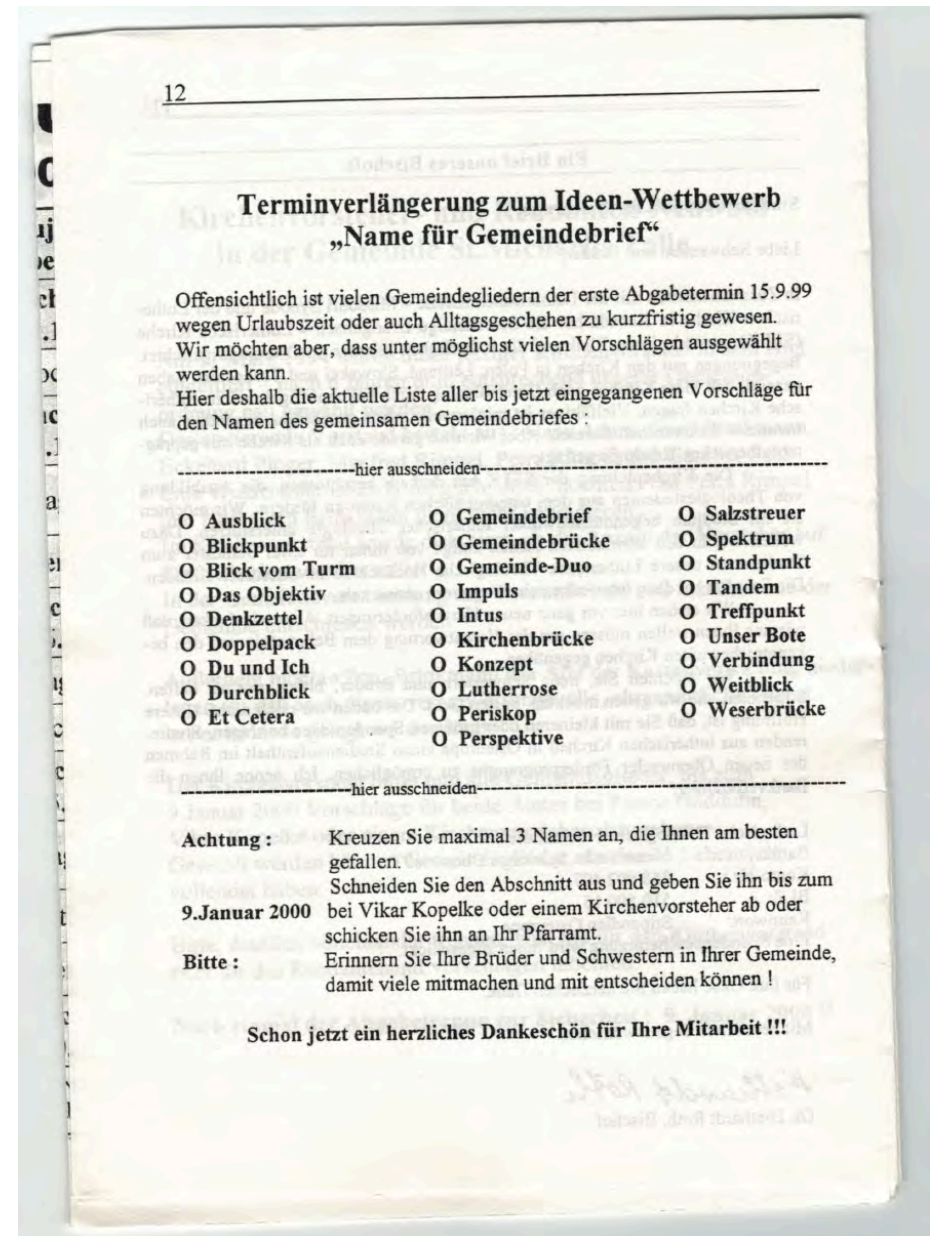 12
Terminverlängerung zum Ideen-Wettbewerb
„Name für Gemeindebrief“
Offensichtlich ist vielen Gemeindegliedern der erste Abgabetermin 15.9.99
wegen Urlaubszeit oder auch Alltagsgeschehen zu kurzfristig gewesen.
Wir möchten aber, dass unter möglichst vielen Vorschlägen ausgewählt
werden kann.
Hier deshalb die aktuelle Liste aller bis jetzt eingegangenen Vorschläge für
den Namen des gemeinsamen Gemeindebriefes :
-----------------------hier ausschneiden-----------------------------------------------
O Ausblick O Gemeindebrief O Salzstreuer
O Blickpunkt O Gemeindebrücke O Spektrum
O Blick vom Turm O Gemeinde-Duo O Standpunkt
O Das Objektiv O Impuls O Tandem
O Denkzettel O Intus O Treffpunkt
O Doppelpack O Kirchenbrücke O Unser Bote
O Du und Ich O Konzept O Verbindung
O Durchblick O Lutherrose O Weitblick
O Et Cetera O Periskop O Weserbrücke
O Perspektive
-----------------------hier ausschneiden--------------------------------------------------
Achtung : Kreuzen Sie maximal 3 Namen an, die Ihnen am besten
gefallen.
Schneiden Sie den Abschnitt aus und geben Sie ihn bis zum
9.Januar 2000 bei Vikar Kopelke oder einem Kirchenvorsteher ab oder
schicken Sie ihn an Ihr Pfarramt.
Bitte : Erinnern Sie Ihre Brüder und Schwestern in Ihrer Gemeinde,
damit viele mitmachen und mit entscheiden können !
Schon jetzt ein herzliches Dankeschön für Ihre Mitarbeit !!!